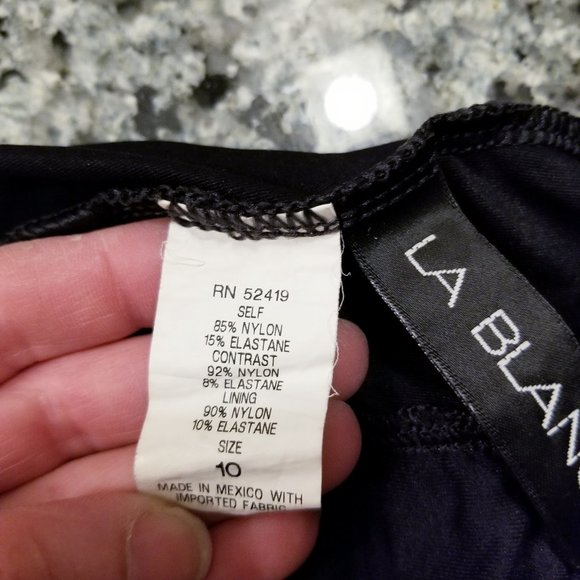 RN 52419
SELF
85% NYLON
15% ELASTANE
CONTRAST
92% NYLON
8% ELASTANE
LINING
90% NYLON
10% ELASTANE
SIZE
10
MADE IN MEXICO WITH
IMPORTED FABRIC
LA BLAN